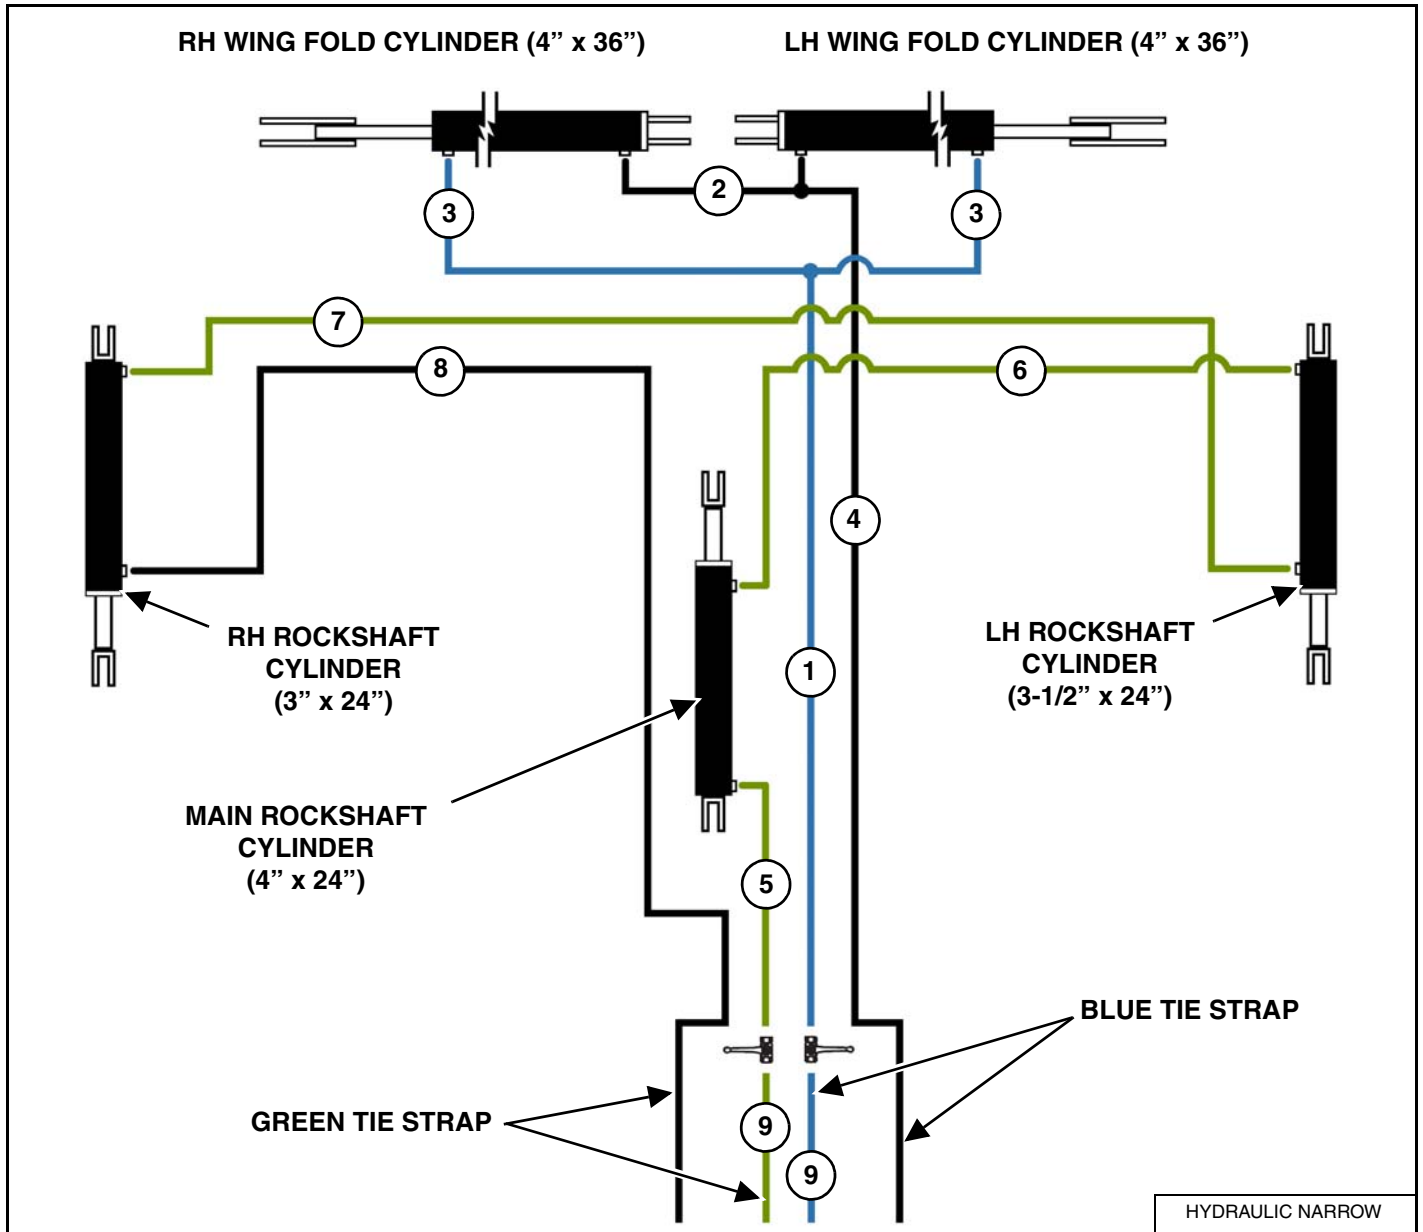 RH WING FOLD CYLINDER (4” x 36”)
LH WING FOLD CYLINDER (4” x 36”)
2
3
3
7
8
6
4
RH ROCKSHAFT
CYLINDER
(3” x 24”)
LH ROCKSHAFT
CYLINDER
(3-1/2” x 24”)
1
MAIN ROCKSHAFT
CYLINDER
(4” x 24”)
5
BLUE TIE STRAP
GREEN TIE STRAP
9
9
HYDRAULIC NARROW